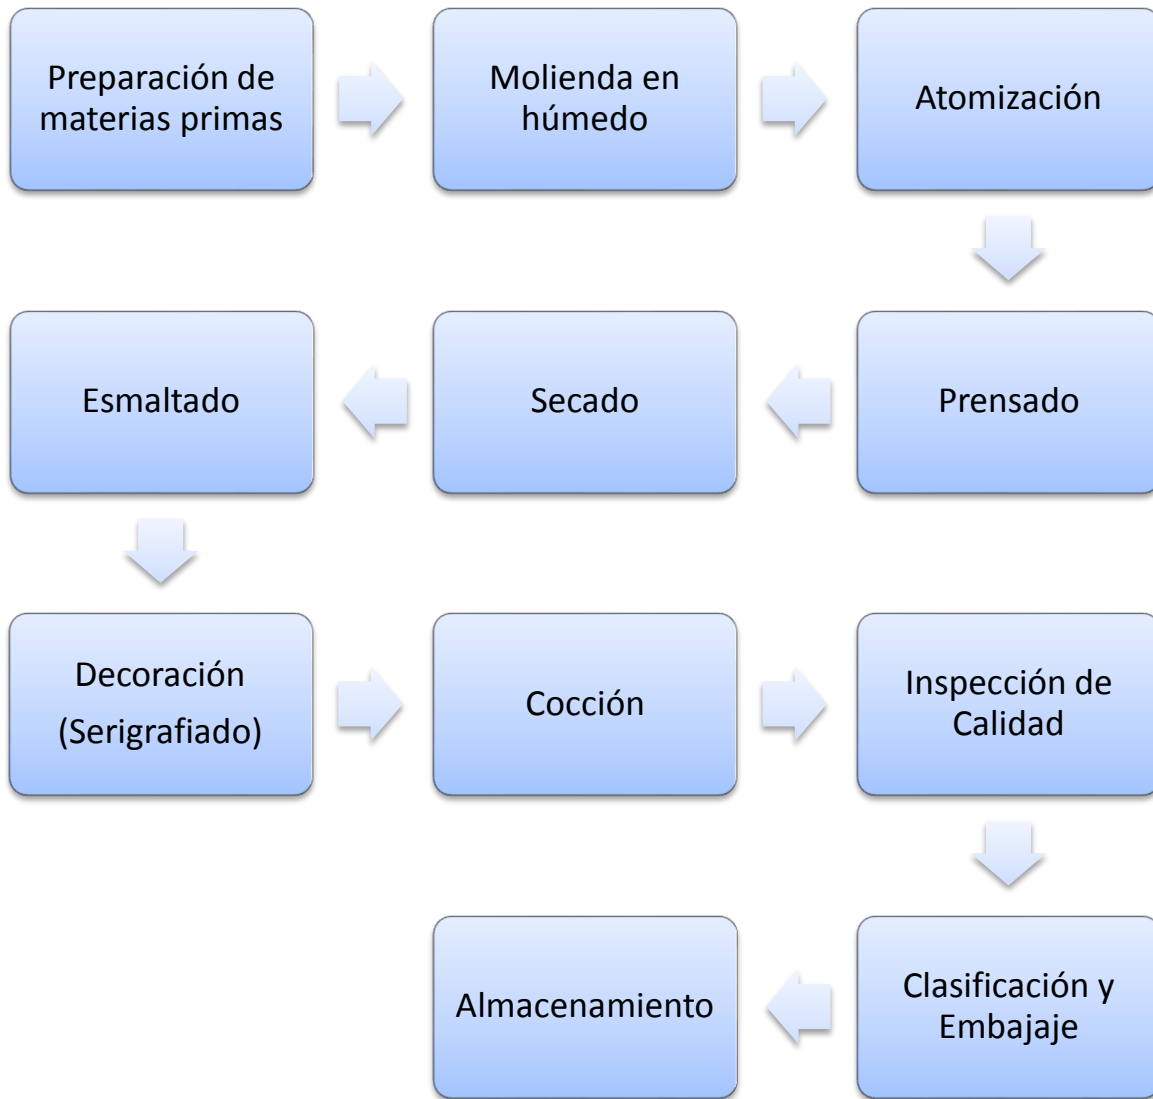 Preparación de
materias primas
Molienda en
húmedo
Atomización
Prensado
Secado
Esmaltado
Decoración
(Serigrafiado)
Cocción
Inspección de
Calidad
Clasificación y
Embajaje
Almacenamiento